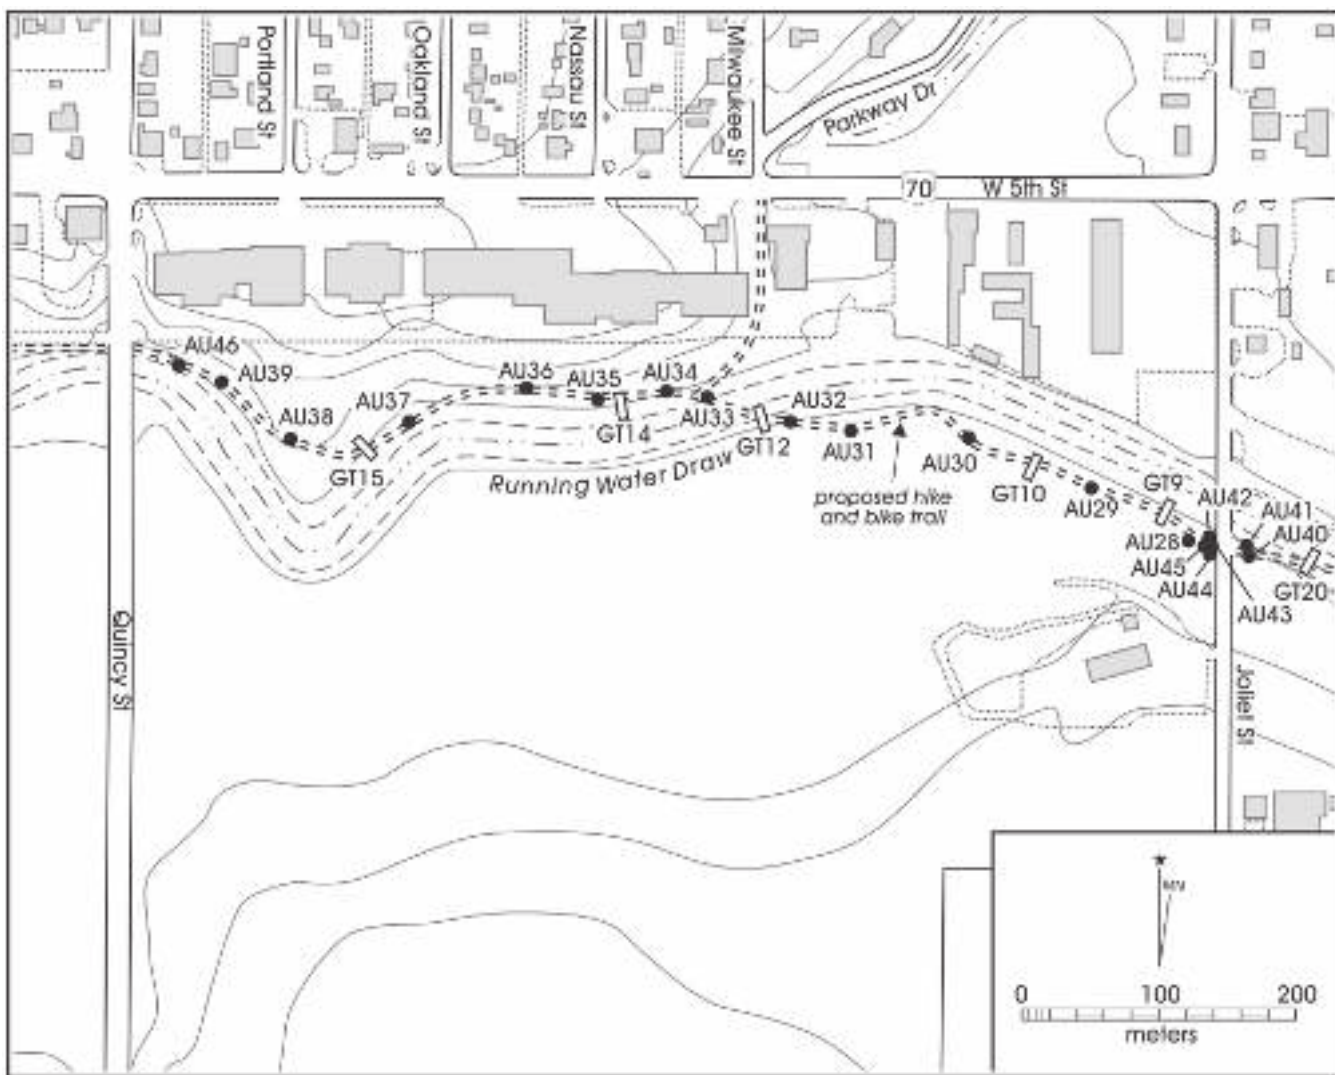 Portland St
Oakland St
Nassau St
Milwaukee St
Parkway Dr
70
W 5th St
AU46
AU39
AU38
AU37
GT15
AU36
AU35
AU34
GT14
AU33
GT12
AU32
AU31
Running Water Draw
proposed hike
and bike trail
AU30
GT10
AU29
GT9
AU42
AU41
AU40
AU28
AU45
AU44
GT20
AU43
Quincy St
Joliet St
MN
0 100 200
meters